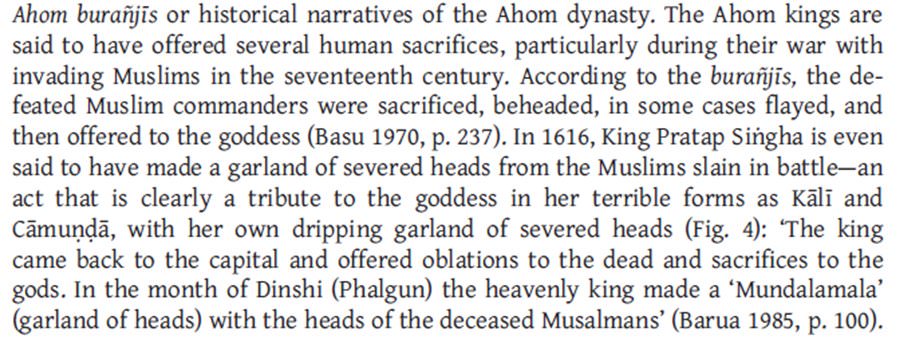 Ahom burañjīs or historical narratives of the Ahom dynasty. The Ahom kings are
said to have offered several human sacrifices, particularly during their war with
invading Muslims in the seventeenth century. According to the burañjīs, the de-
feated Muslim commanders were sacrificed, beheaded, in some cases flayed, and
then offered to the goddess (Basu 1970, p. 237). In 1616, King Pratap Siṅgha is even
said to have made a garland of severed heads from the Muslims slain in battle—an
act that is clearly a tribute to the goddess in her terrible forms as Kālī and
Cāmuṇḍā, with her own dripping garland of severed heads (Fig. 4): ‘The king
came back to the capital and offered oblations to the dead and sacrifices to the
gods. In the month of Dinshi (Phalgun) the heavenly king made a ‘Mundalamala’
(garland of heads) with the heads of the deceased Musalmans’ (Barua 1985, p. 100).